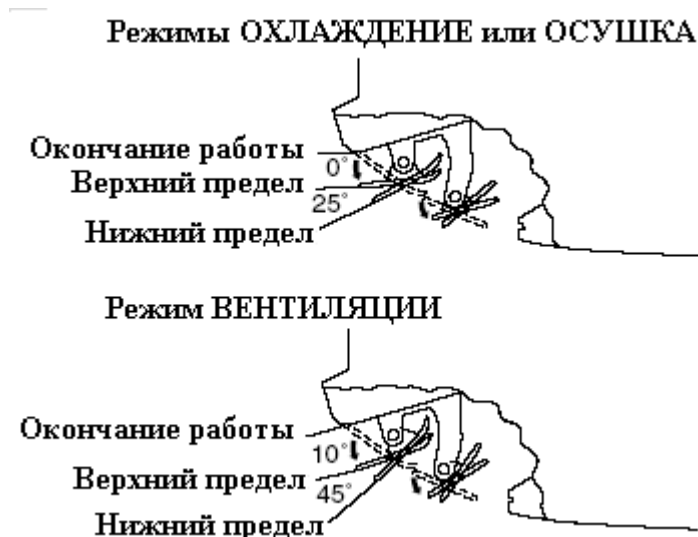 Режимы ОХЛАЖДЕНИЕ или ОСУШКА
Окончание работы
0°
Верхний предел
25°
Нижний предел
Режим ВЕНТИЛЯЦИИ
Окончание работы
10°
Верхний предел
45°
Нижний предел